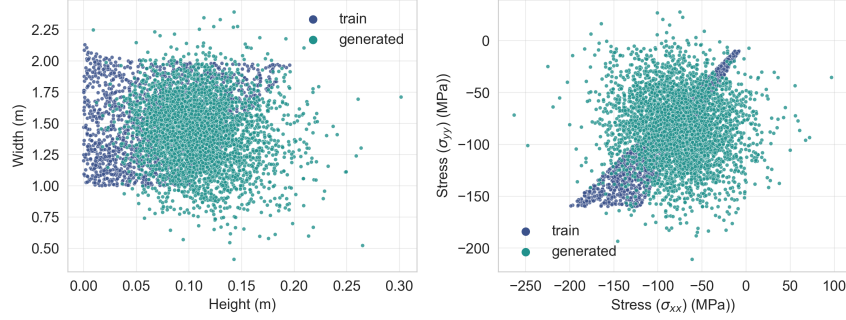 2.25
2.00
1.75
1.50
1.25
1.00
0.75
0.50
Width (m)
0.00 0.05 0.10 0.15 0.20 0.25 0.30
Height (m)
train
generated
0
−50
−100
−150
−200
Stress (σyy) (MPa))
−250 −200 −150 −100 −50 0 50 100
Stress (σxx) (MPa))
train
generated